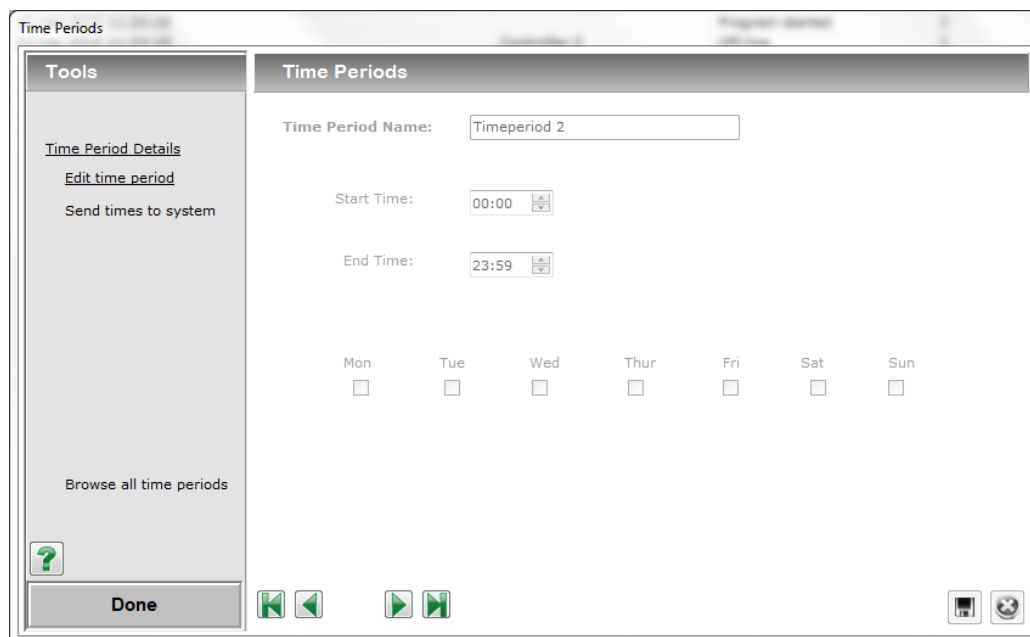 Time Periods
Program started
Tools
Time Periods
Time Period Name:
Timeperiod 2
Time Period Details
Edit time period
Send times to system
Start Time:
00:00
End Time:
23:59
Mon Tue Wed Thur Fri Sat Sun
Browse all time periods
?
Done